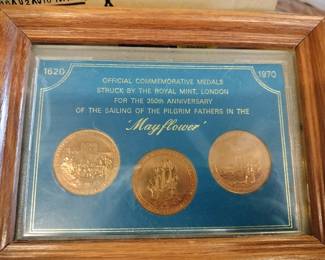 1620 1970
OFFICIAL COMMEMORATIVE MEDALS
STRUCK BY THE ROYAL MINT, LONDON
FOR THE 350th ANNIVERSARY
OF THE SAILING OF THE PILGRIM FATHERS IN THE
'Mayflower'